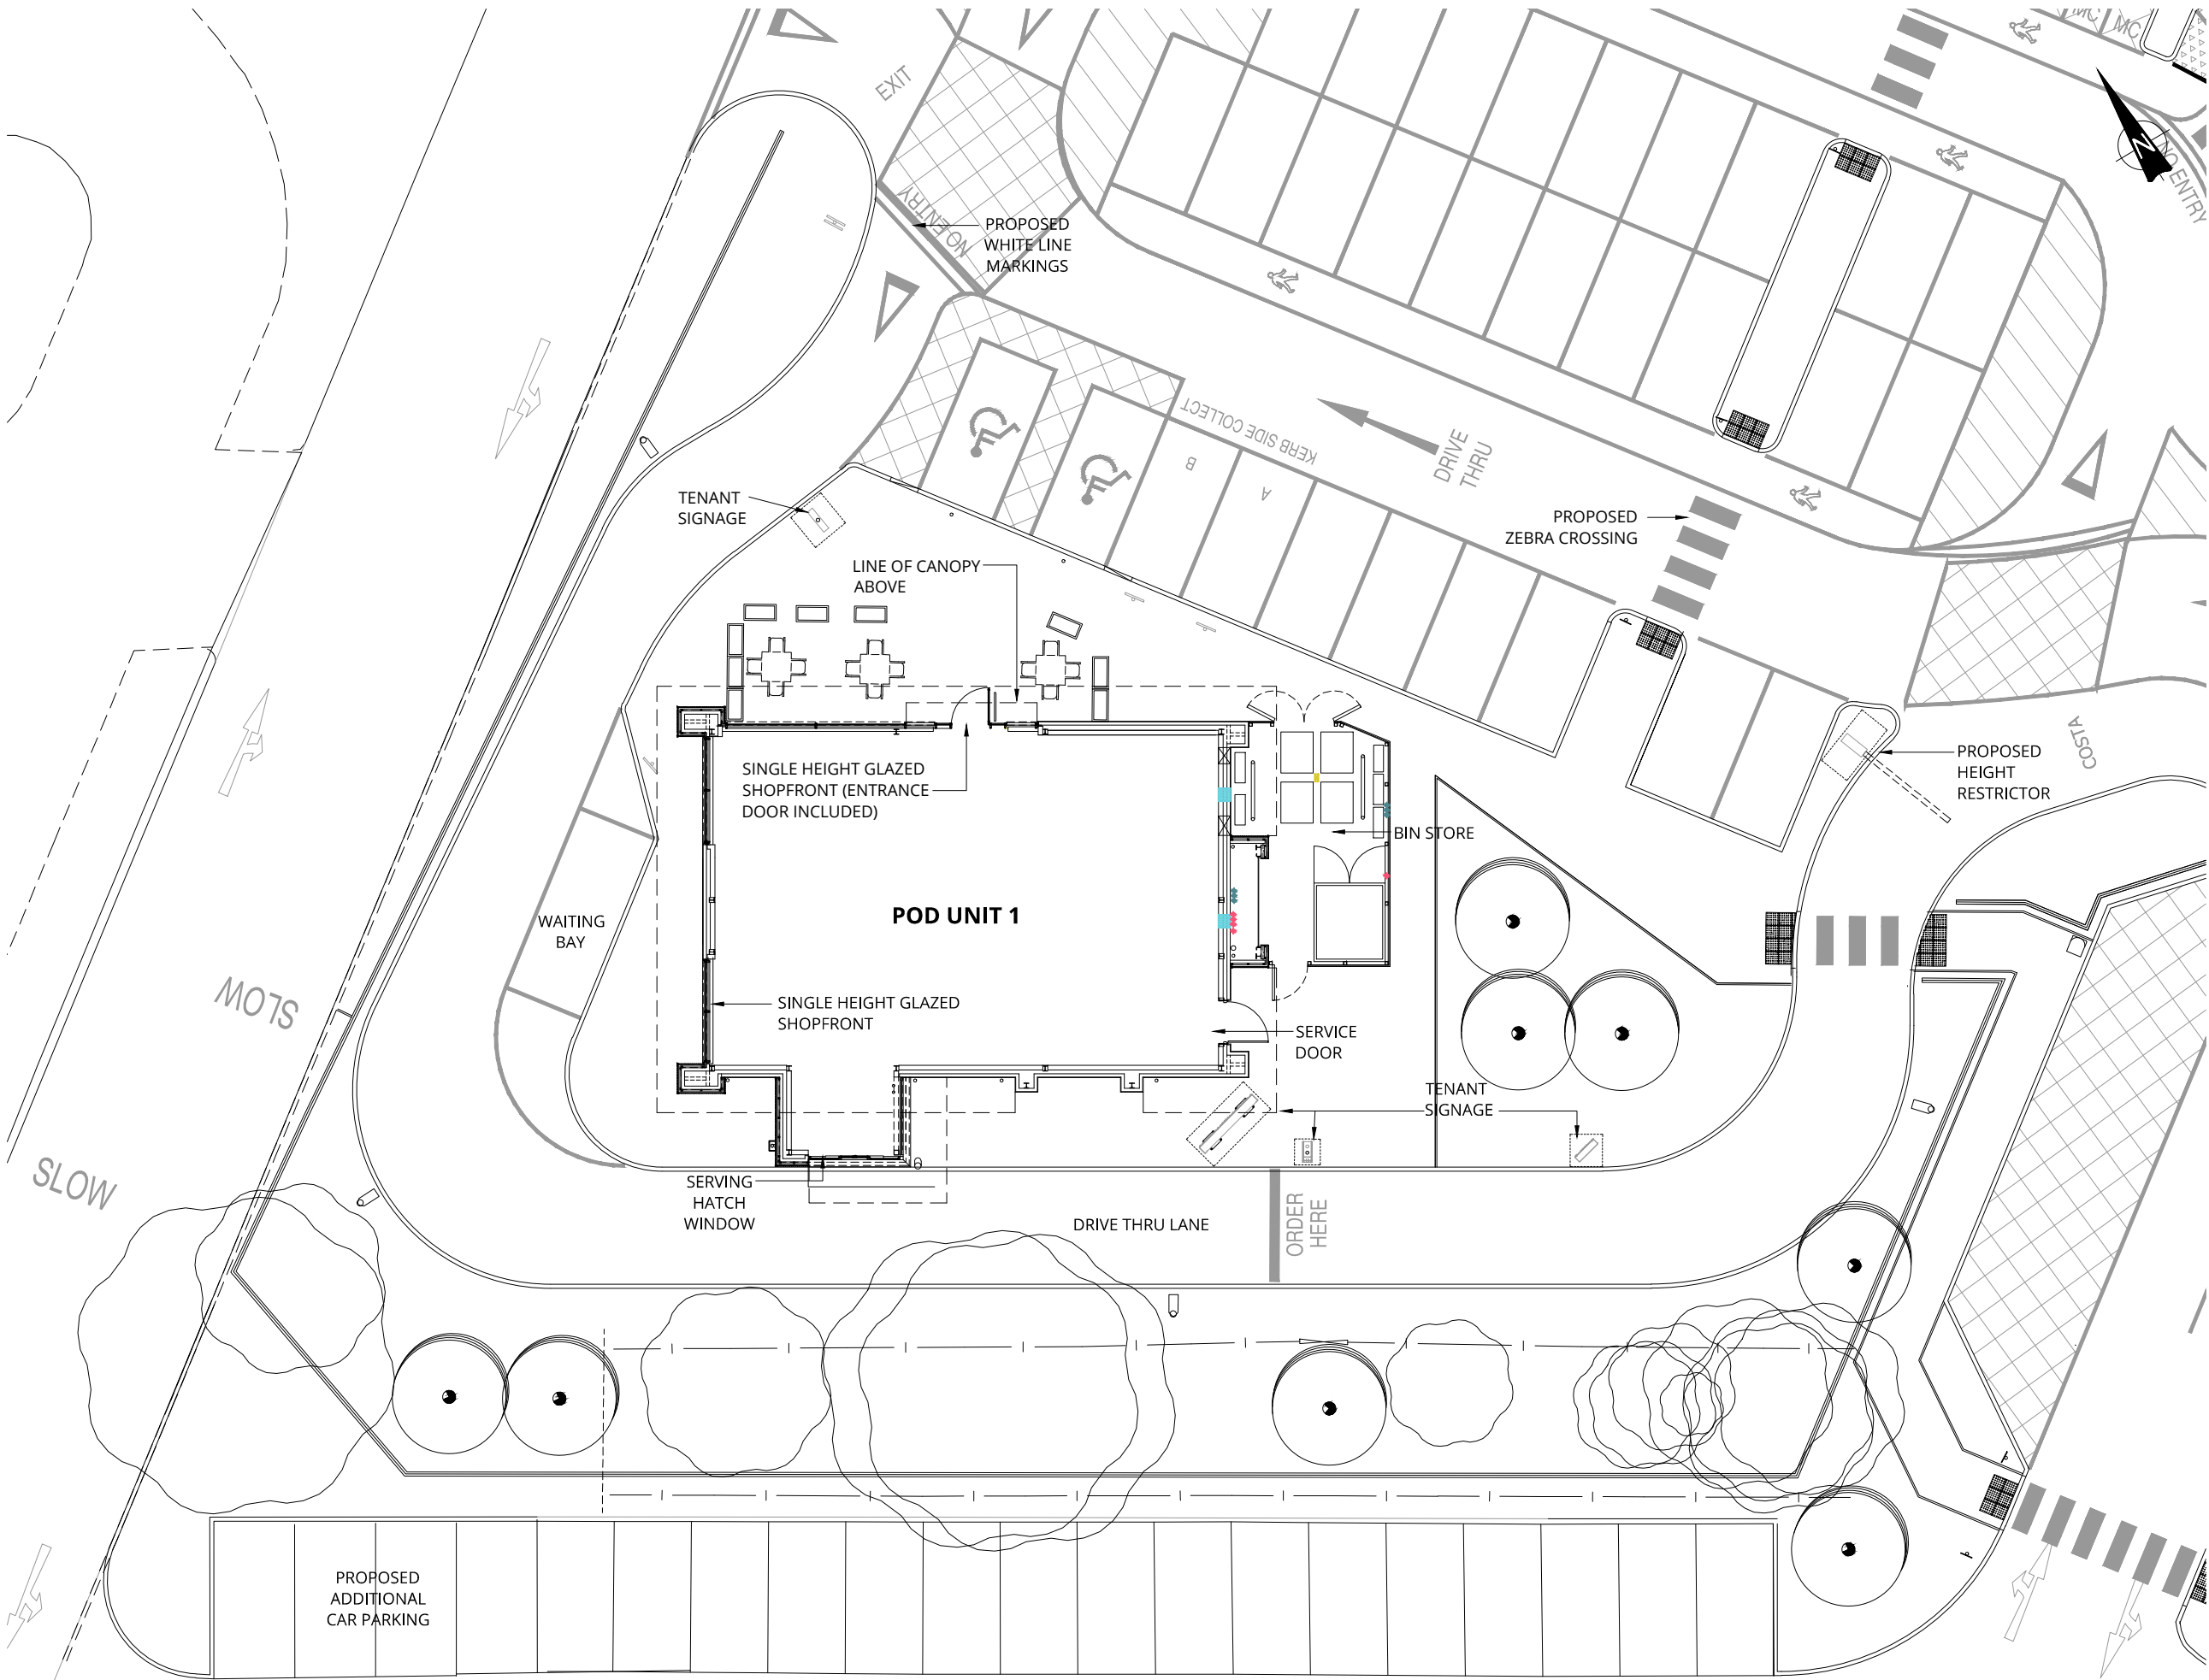 MC
MC
EXIT
NO ENTRY
N
NO ENTRY
PROPOSED
WHITE LINE
MARKINGS
KERB SIDE COLLECT
B
A
DRIVE
THRU
TENANT
SIGNAGE
PROPOSED
ZEBRA CROSSING
LINE OF CANOPY
ABOVE
COSTA
PROPOSED
HEIGHT
RESTRICTOR
SINGLE HEIGHT GLAZED
SHOPFRONT (ENTRANCE
DOOR INCLUDED)
BIN STORE
WAITING
BAY
POD UNIT 1
SLOW
SINGLE HEIGHT GLAZED
SHOPFRONT
SERVICE
DOOR
TENANT
SIGNAGE
SLOW
SERVING
HATCH
WINDOW
DRIVE THRU LANE
ORDER
HERE
PROPOSED
ADDITIONAL
CAR PARKING